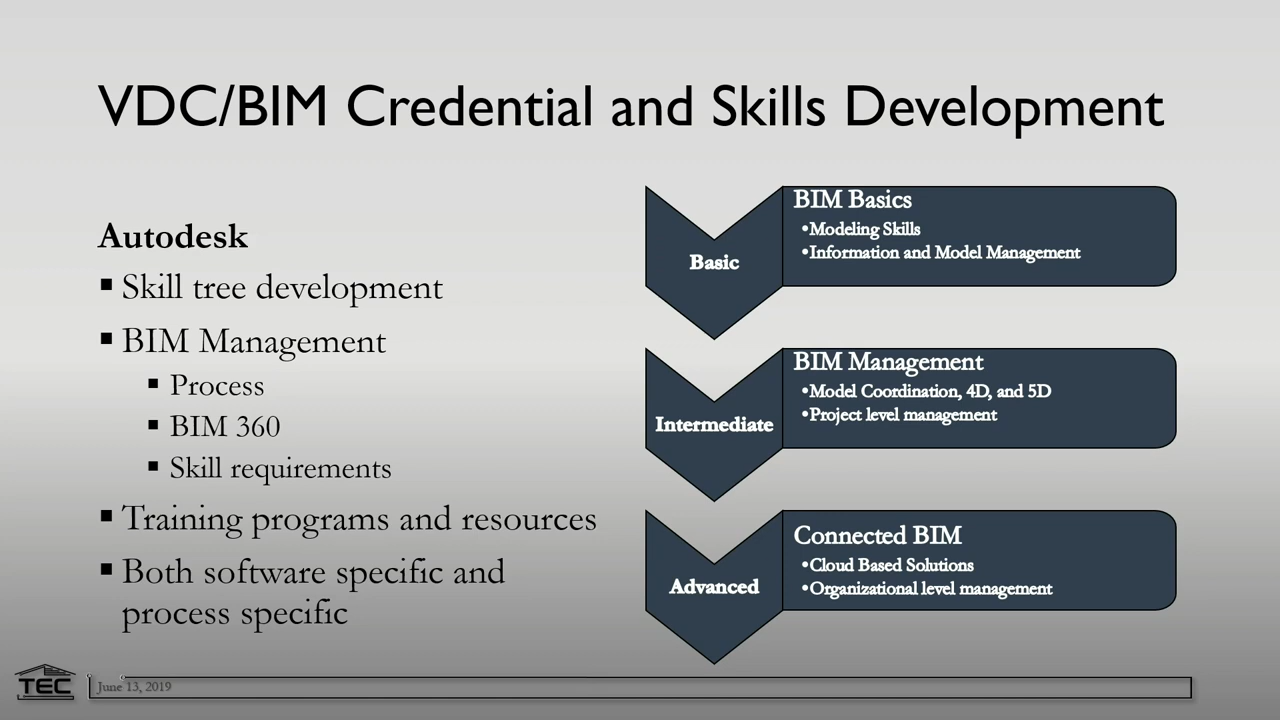 VDC/BIM Credential and Skills Development
Autodesk
▪ Skill tree development
▪ BIM Management
▪ Process
▪ BIM 360
▪ Skill requirements
▪ Training programs and resources
▪ Both software specific and
process specific
Basic
BIM Basics
•Modeling Skills
•Information and Model Management
Intermediate
BIM Management
•Model Coordination, 4D, and 5D
•Project level management
Advanced
Connected BIM
•Cloud Based Solutions
•Organizational level management
TEC
June 13, 2019